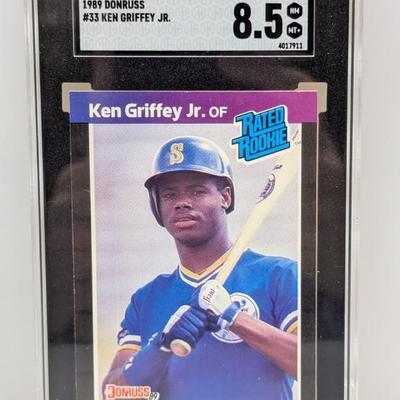 1989 DONRUSS
#33 KEN GRIFFEY JR.
8.5
NM
MT+
4017911
Ken Griffey Jr. OF
RATED
ROOKIE
S
DONRUSS